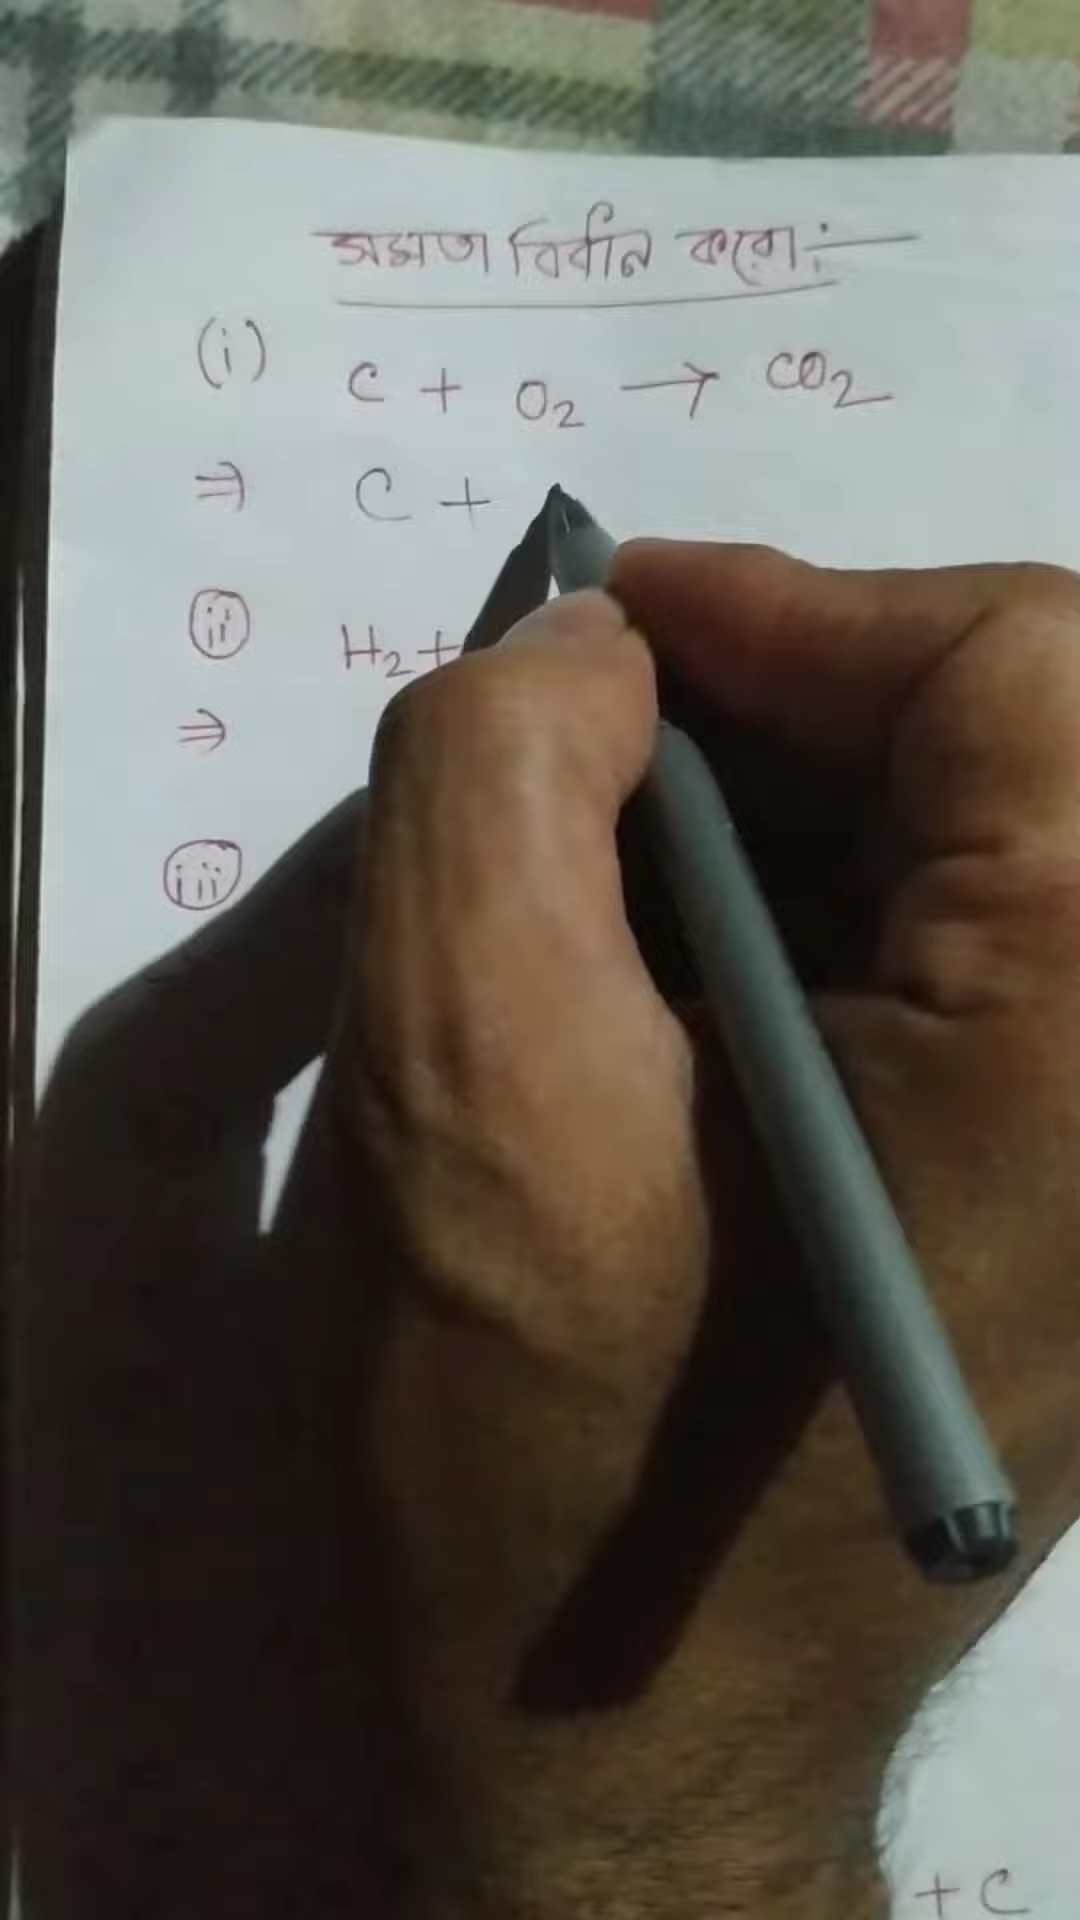 সমতা বিধান করো:—
(i) C + O₂ → CO₂
⇒ C +
(ii) H₂ +
⇒
(iii)
+ C